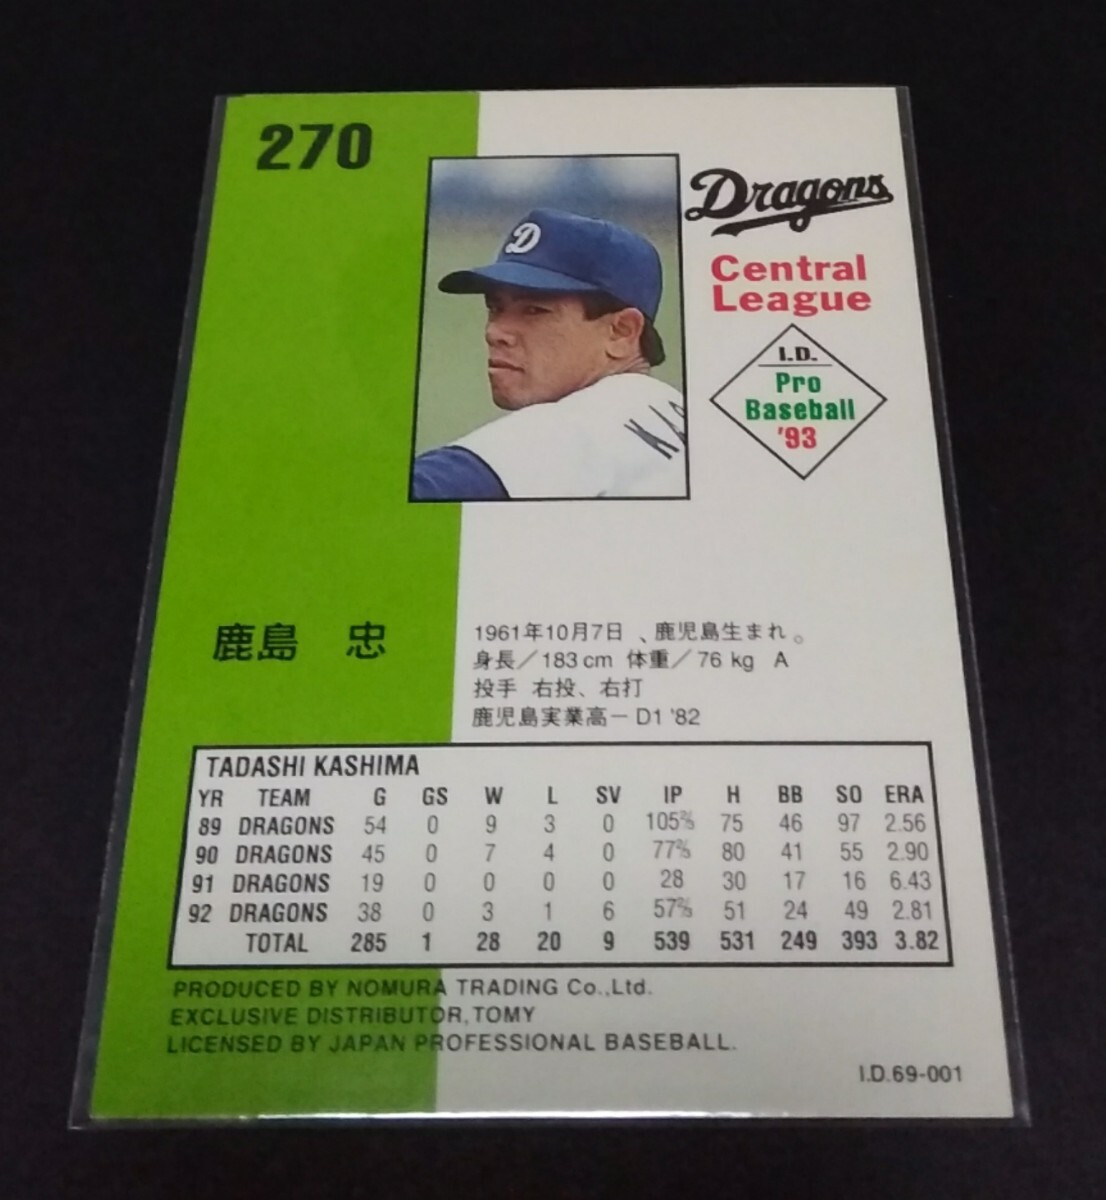 270
D
Dragons
Central
League
I.D.
Pro
Baseball
'93
鹿島 忠
1961年10月7日、鹿児島生まれ。
身長/183cm 体重/76kg A
投手 右投、右打
鹿児島実業高ーD1 '82
TADASHI KASHIMA
YR TEAM G GS W L SV IP H BB SO ERA
89 DRAGONS 54 0 9 3 0 105⅔ 75 46 97 2.56
90 DRAGONS 45 0 7 4 0 77⅔ 80 41 55 2.90
91 DRAGONS 19 0 0 0 0 28 30 17 16 6.43
92 DRAGONS 38 0 3 1 6 57⅔ 51 24 49 2.81
TOTAL 285 1 28 20 9 539 531 249 393 3.82
PRODUCED BY NOMURA TRADING Co.,Ltd.
EXCLUSIVE DISTRIBUTOR,TOMY
LICENSED BY JAPAN PROFESSIONAL BASEBALL.
I.D.69-001